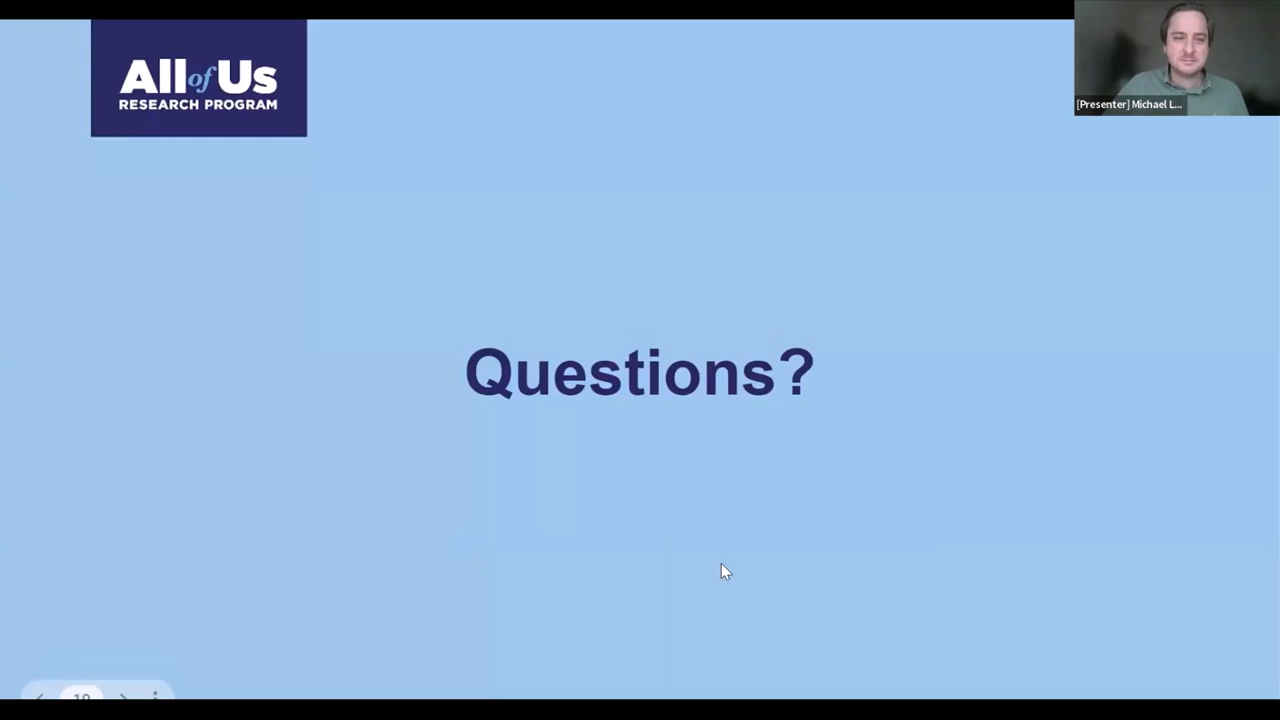 All of Us
RESEARCH PROGRAM
[Presenter] Michael L...
Questions?